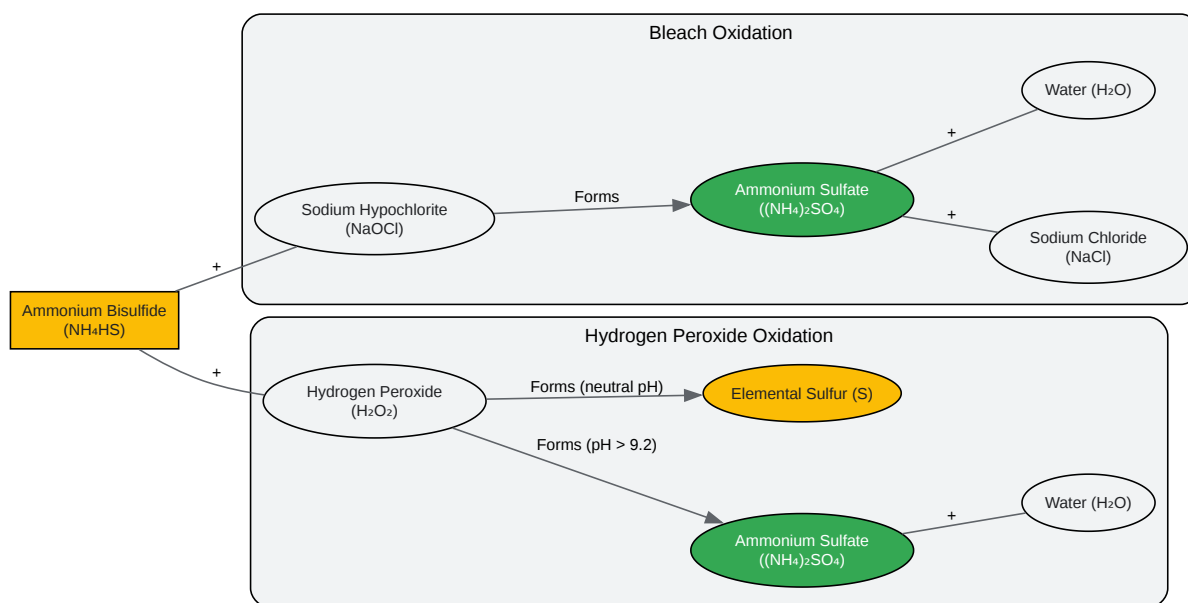 Bleach Oxidation
Water (H₂O)
+
Ammonium Sulfate
((NH₄)₂SO₄)
Forms
Sodium Hypochlorite
(NaOCl)
+
Sodium Chloride
(NaCl)
+
Ammonium Bisulfide
(NH₄HS)
Hydrogen Peroxide Oxidation
+
Hydrogen Peroxide
(H₂O₂)
Forms (neutral pH)
Elemental Sulfur (S)
Forms (pH > 9.2)
Water (H₂O)
+
Ammonium Sulfate
((NH₄)₂SO₄)